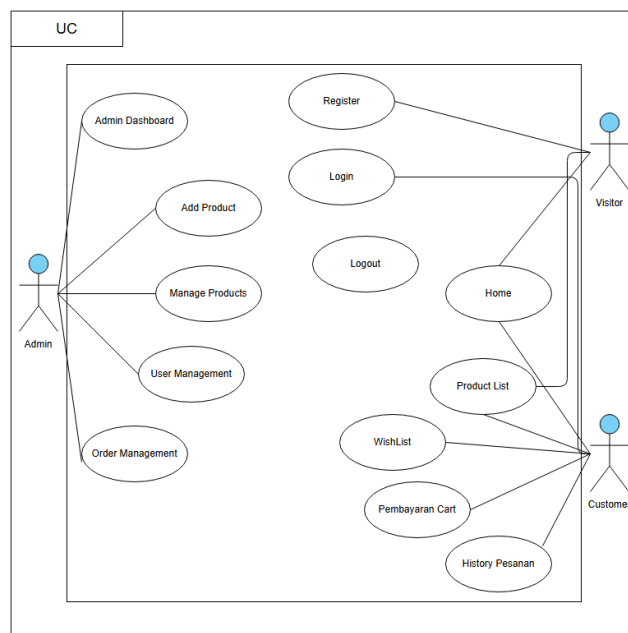 UC
Admin Dashboard
Register
Login
Visitor
Add Product
Logout
Manage Products
Home
Admin
User Management
Product List
WishList
Order Management
Customer
Pembayaran Cart
History Pesanan